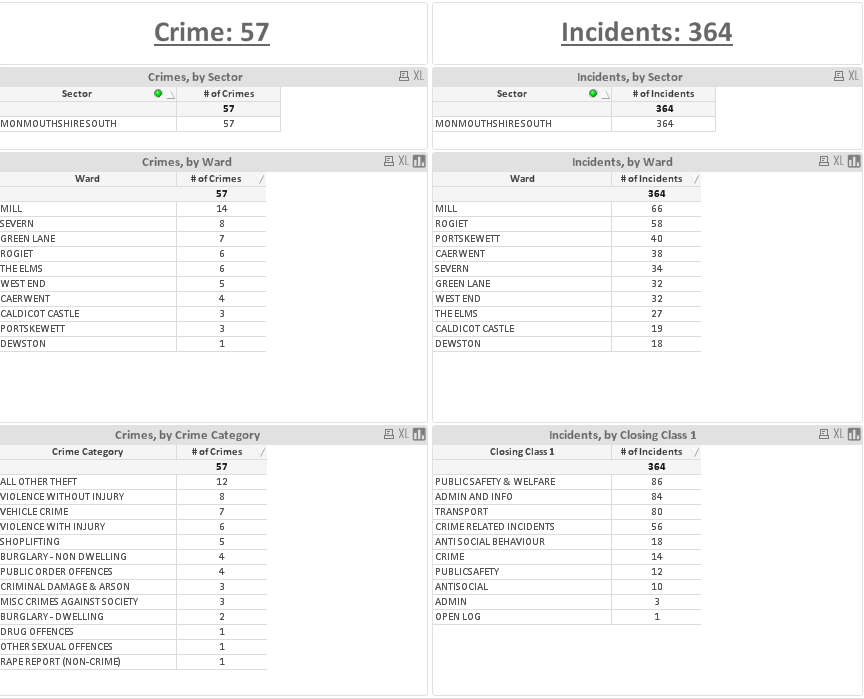 Crime: 57
Crimes, by Sector XL
Sector # of Crimes
57
MONMOUTHSHIRE SOUTH 57
Crimes, by Ward XL
Ward # of Crimes
57
MILL 14
SEVERN 8
GREEN LANE 7
ROGIET 6
THE ELMS 6
WEST END 5
CAERWENT 4
CALDICOT CASTLE 3
PORTSKEWETT 3
DEWSTON 1
Crimes, by Crime Category XL
Crime Category # of Crimes
57
ALL OTHER THEFT 12
VIOLENCE WITHOUT INJURY 8
VEHICLE CRIME 7
VIOLENCE WITH INJURY 6
SHOPLIFTING 5
BURGLARY - NON DWELLING 4
PUBLIC ORDER OFFENCES 4
CRIMINAL DAMAGE & ARSON 3
MISC CRIMES AGAINST SOCIETY 3
BURGLARY - DWELLING 2
DRUG OFFENCES 1
OTHER SEXUAL OFFENCES 1
RAPE REPORT (NON-CRIME) 1
Incidents: 364
Incidents, by Sector XL
Sector # of Incidents
364
MONMOUTHSHIRE SOUTH 364
Incidents, by Ward XL
Ward # of Incidents
364
MILL 66
ROGIET 58
PORTSKEWETT 40
CAERWENT 38
SEVERN 34
GREEN LANE 32
WEST END 32
THE ELMS 27
CALDICOT CASTLE 19
DEWSTON 18
Incidents, by Closing Class 1 XL
Closing Class 1 # of Incidents
364
PUBLIC SAFETY & WELFARE 86
ADMIN AND INFO 84
TRANSPORT 80
CRIME RELATED INCIDENTS 56
ANTI SOCIAL BEHAVIOUR 18
CRIME 14
PUBLICSAFETY 12
ANTISOCIAL 10
ADMIN 3
OPEN LOG 1